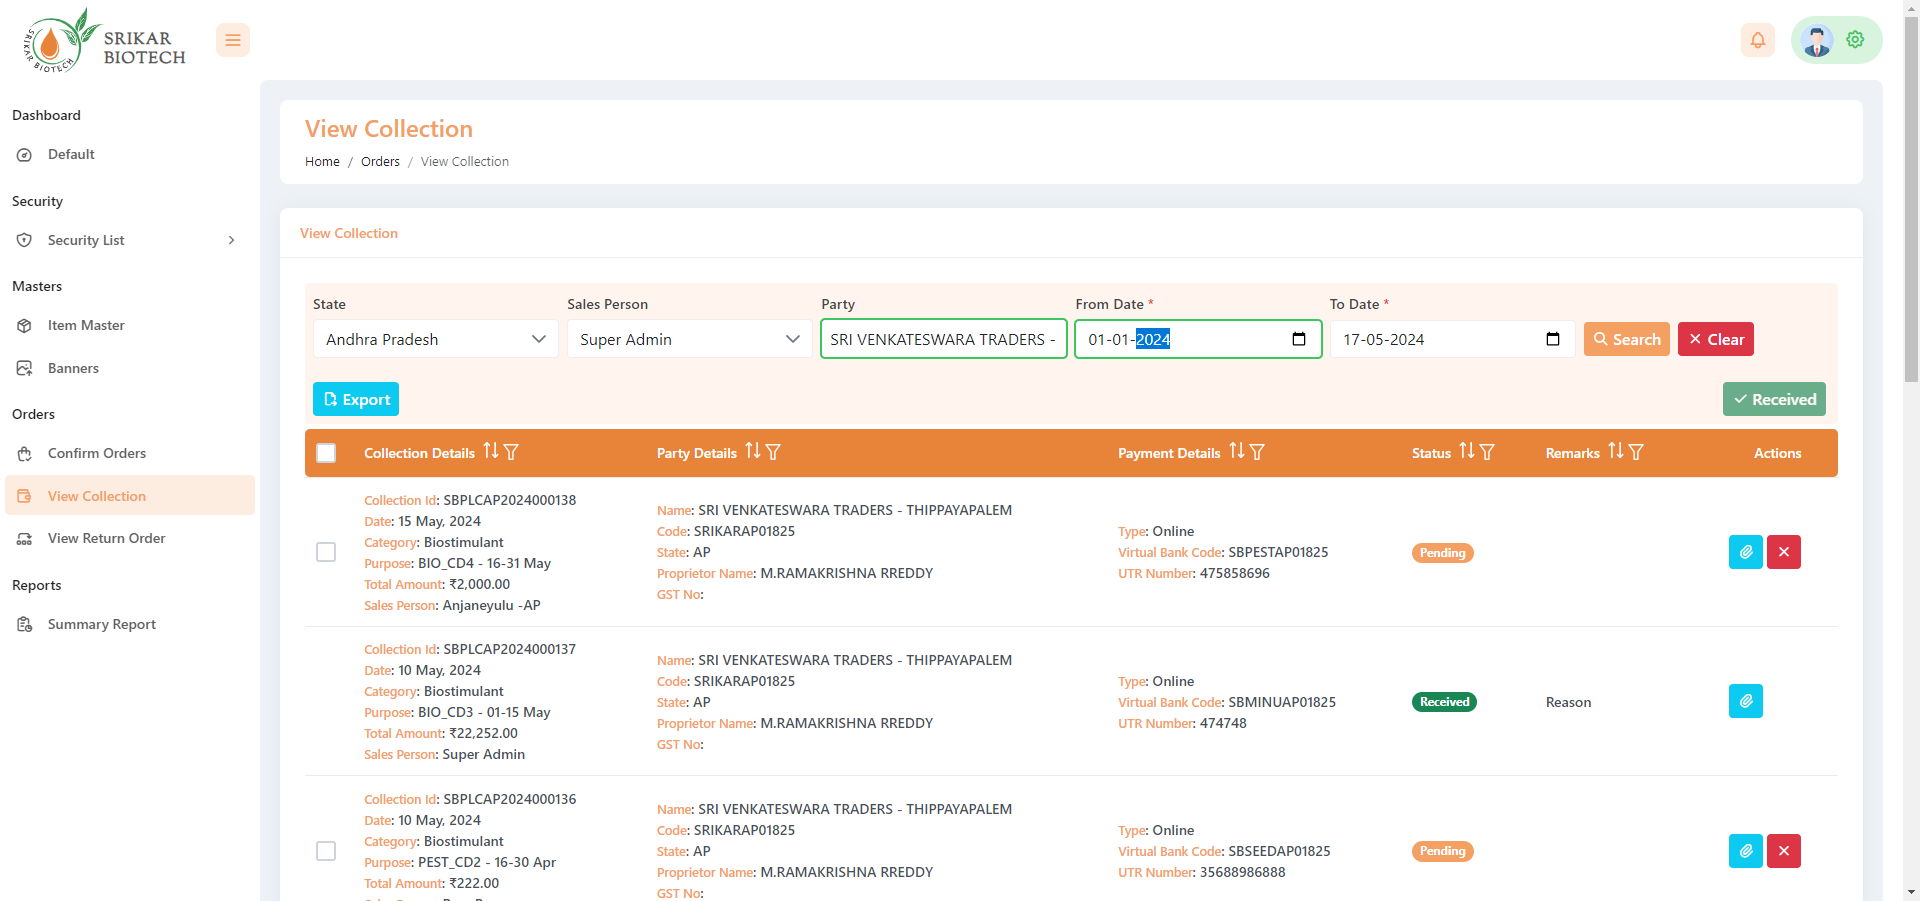 SRIKAR BIOTECH
SRIKAR
BIOTECH
Dashboard
Default
Security
Security List
Masters
Item Master
Banners
Orders
Confirm Orders
View Collection
View Return Order
Reports
Summary Report
View Collection
Home / Orders / View Collection
View Collection
State Sales Person Party From Date * To Date *
Andhra Pradesh Super Admin SRI VENKATESWARA TRADERS - 01-01-2024 17-05-2024 Search Clear
Export Received
Collection Details Party Details Payment Details Status Remarks Actions
Collection Id: SBPLCAP2024000138
Date: 15 May, 2024
Category: Biostimulant
Purpose: BIO_CD4 - 16-31 May
Total Amount: ₹2,000.00
Sales Person: Anjaneyulu -AP
Name: SRI VENKATESWARA TRADERS - THIPPAYAPALEM
Code: SRIKARAP01825
State: AP
Proprietor Name: M.RAMAKRISHNA RREDDY
GST No:
Type: Online
Virtual Bank Code: SBPESTAP01825
UTR Number: 475858696
Pending
Collection Id: SBPLCAP2024000137
Date: 10 May, 2024
Category: Biostimulant
Purpose: BIO_CD3 - 01-15 May
Total Amount: ₹22,252.00
Sales Person: Super Admin
Name: SRI VENKATESWARA TRADERS - THIPPAYAPALEM
Code: SRIKARAP01825
State: AP
Proprietor Name: M.RAMAKRISHNA RREDDY
GST No:
Type: Online
Virtual Bank Code: SBMINUAP01825
UTR Number: 474748
Received
Reason
Collection Id: SBPLCAP2024000136
Date: 10 May, 2024
Category: Biostimulant
Purpose: PEST_CD2 - 16-30 Apr
Total Amount: ₹222.00
Name: SRI VENKATESWARA TRADERS - THIPPAYAPALEM
Code: SRIKARAP01825
State: AP
Proprietor Name: M.RAMAKRISHNA RREDDY
GST No:
Type: Online
Virtual Bank Code: SBSEEDAP01825
UTR Number: 35688986888
Pending